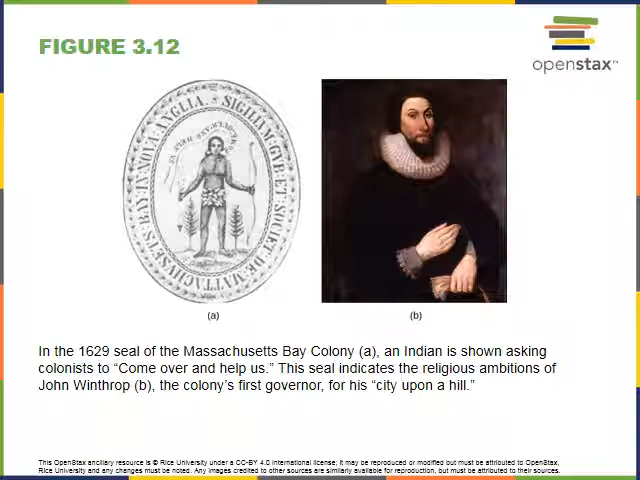 FIGURE 3.12
openstax™
SIGILLVM GVB ET SOCIET DE MATTACHVSETS BAY IN NOVA ANGLIA
(a)
(b)
In the 1629 seal of the Massachusetts Bay Colony (a), an Indian is shown asking
colonists to “Come over and help us.” This seal indicates the religious ambitions of
John Winthrop (b), the colony’s first governor, for his “city upon a hill.”
This OpenStax ancillary resource is © Rice University under a CC-BY 4.0 International license; it may be reproduced or modified but must be attributed to OpenStax,
Rice University and any changes must be noted. Any images credited to other sources are similarly available for reproduction, but must be attributed to their sources.